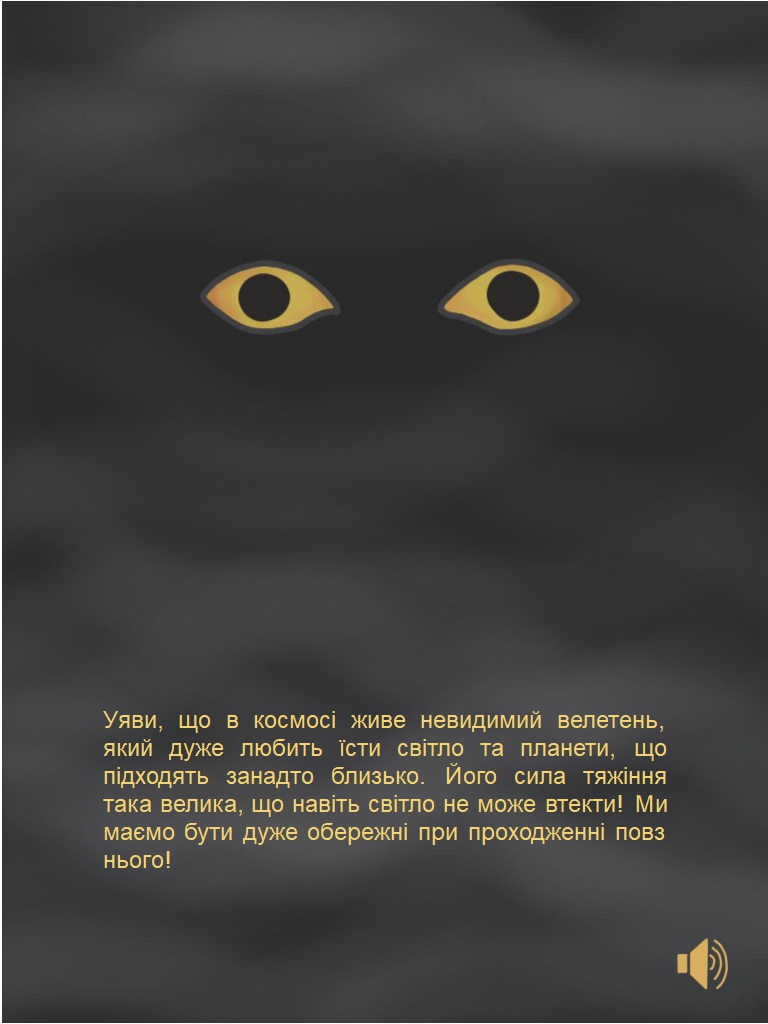 Уяви, що в космосі живе невидимий велетень,
який дуже любить їсти світло та планети, що
підходять занадто близько. Його сила тяжіння
така велика, що навіть світло не може втекти! Ми
маємо бути дуже обережні при проходженні повз
нього!